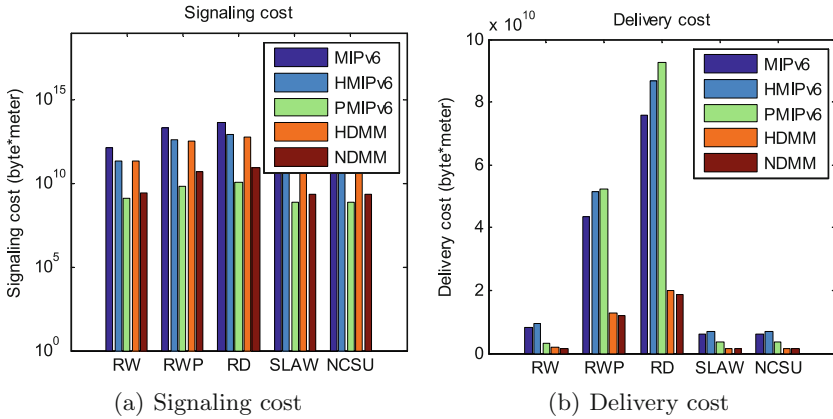 Signaling cost
Signaling cost (byte*meter)
10^15
10^10
10^5
10^0
MIPv6
HMIPv6
PMIPv6
HDMM
NDMM
RW RWP RD SLAW NCSU
(a) Signaling cost
Delivery cost
x 10^10
Delivery cost (byte*meter)
10
8
6
4
2
0
MIPv6
HMIPv6
PMIPv6
HDMM
NDMM
RW RWP RD SLAW NCSU
(b) Delivery cost